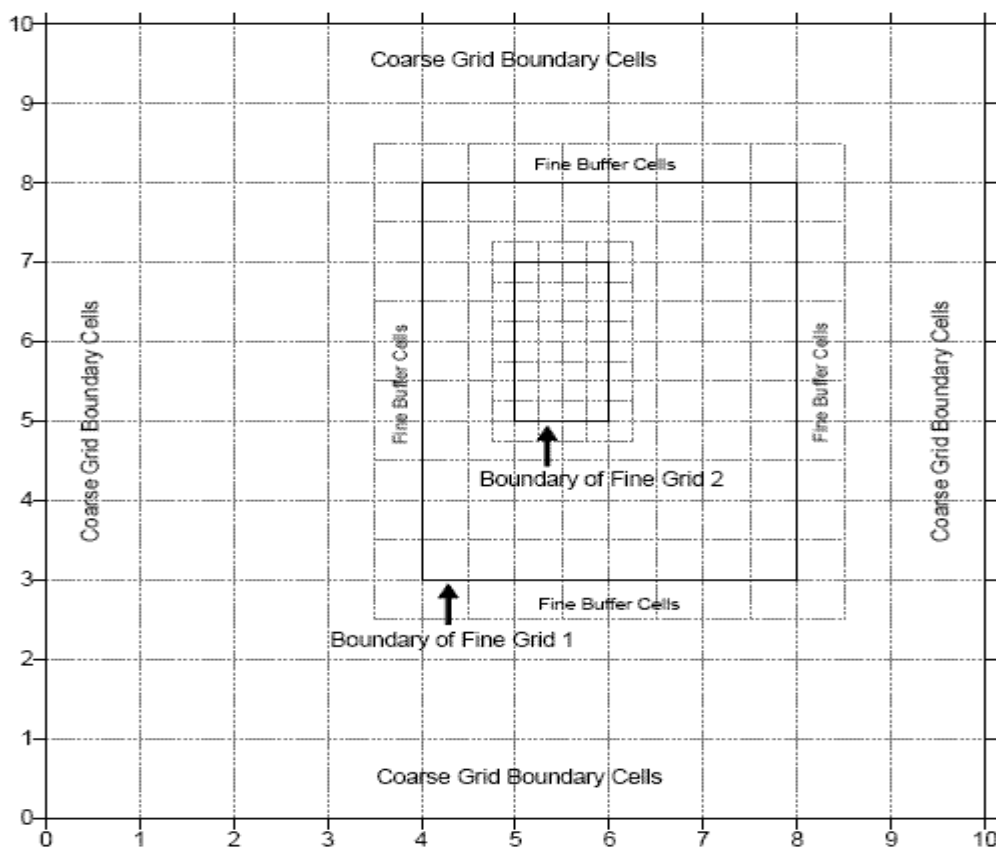 10
Coarse Grid Boundary Cells
9
Fine Buffer Cells
8
7
Coarse Grid Boundary Cells
Fine Buffer Cells
Fine Buffer Cells
Coarse Grid Boundary Cells
6
5
Boundary of Fine Grid 2
4
3
Fine Buffer Cells
Boundary of Fine Grid 1
2
1
Coarse Grid Boundary Cells
0
0 1 2 3 4 5 6 7 8 9 10